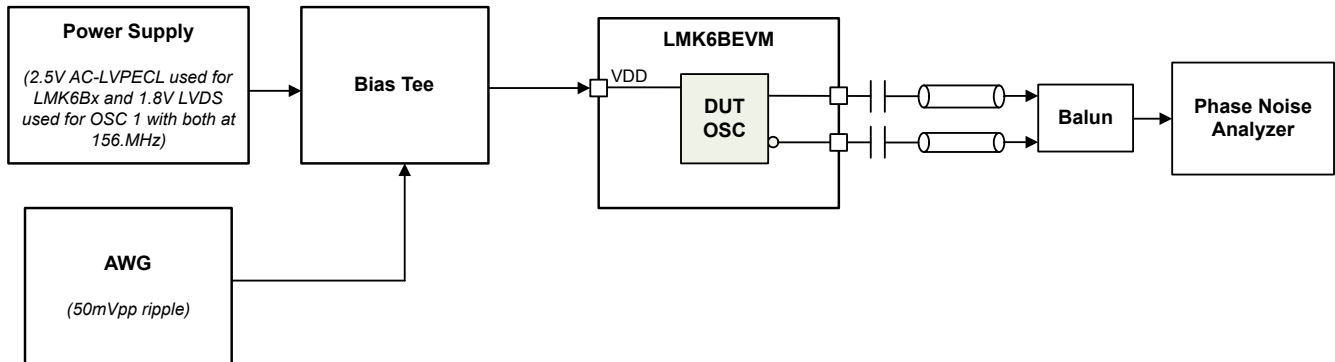 Power Supply
(2.5V AC-LVPECL used for
LMK6Bx and 1.8V LVDS
used for OSC 1 with both at
156.MHz)
Bias Tee
AWG
(50mVpp ripple)
LMK6BEVM
VDD
DUT
OSC
Balun
Phase Noise
Analyzer